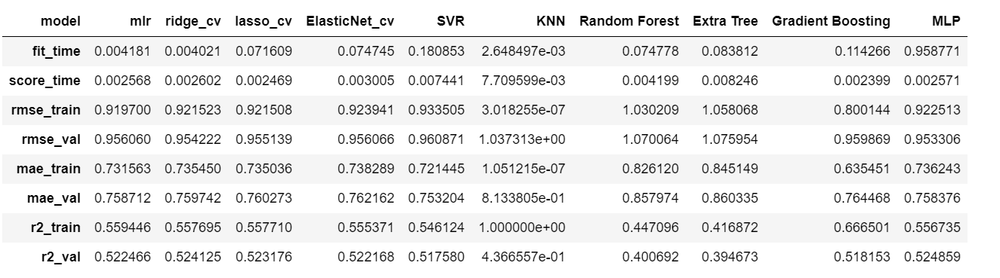 model mlr ridge_cv lasso_cv ElasticNet_cv SVR KNN Random Forest Extra Tree Gradient Boosting MLP
fit_time 0.004181 0.004021 0.071609 0.074745 0.180853 2.648497e-03 0.074778 0.083812 0.114266 0.958771
score_time 0.002568 0.002602 0.002469 0.003005 0.007441 7.709599e-03 0.004199 0.008246 0.002399 0.002571
rmse_train 0.919700 0.921523 0.921508 0.923941 0.933505 3.018255e-07 1.030209 1.058068 0.800144 0.922513
rmse_val 0.956060 0.954222 0.955139 0.956066 0.960871 1.037313e+00 1.070064 1.075954 0.959869 0.953306
mae_train 0.731563 0.735450 0.735036 0.738289 0.721445 1.051215e-07 0.826120 0.845149 0.635451 0.736243
mae_val 0.758712 0.759742 0.760273 0.762162 0.753204 8.133805e-01 0.857974 0.860335 0.764468 0.758376
r2_train 0.559446 0.557695 0.557710 0.555371 0.546124 1.000000e+00 0.447096 0.416872 0.666501 0.556735
r2_val 0.522466 0.524125 0.523176 0.522168 0.517580 4.366557e-01 0.400692 0.394673 0.518153 0.524859